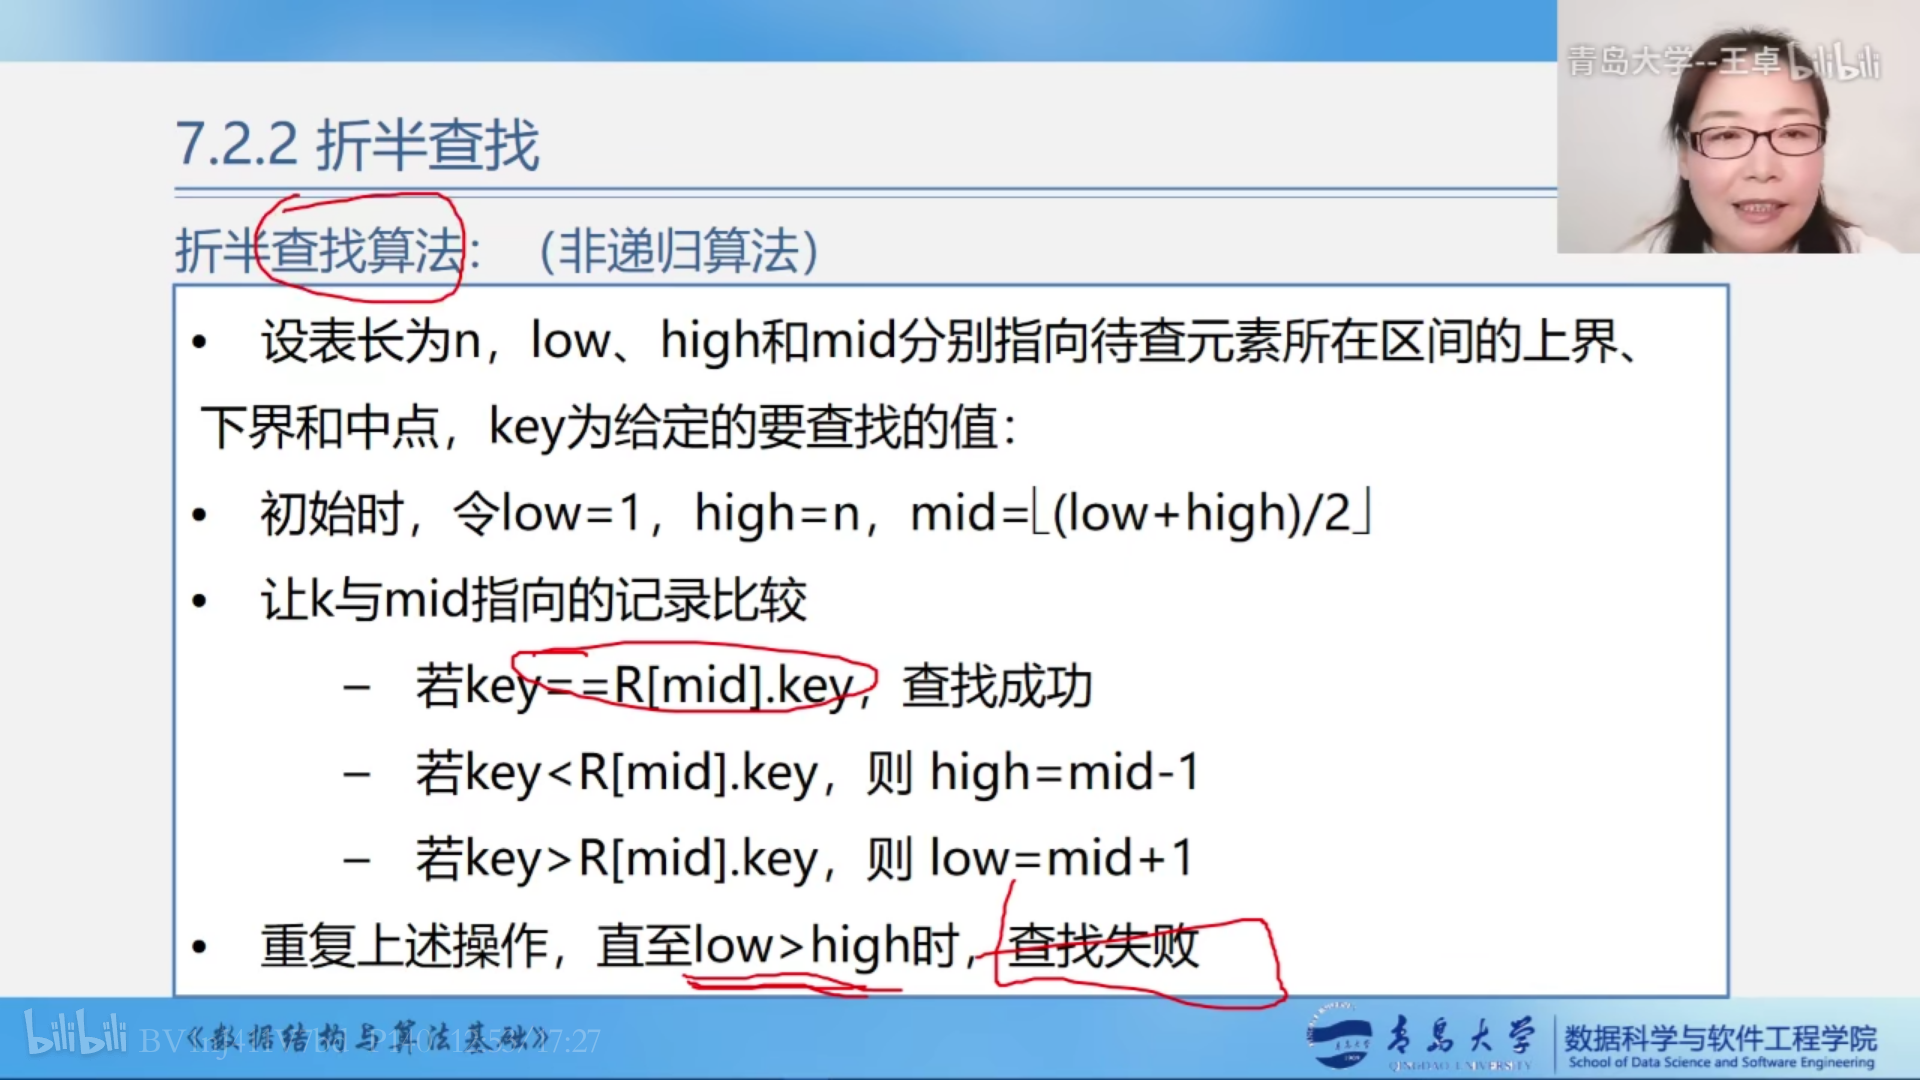 青岛大学--王卓 bilibili
7.2.2 折半查找
折半查找算法：（非递归算法）
• 设表长为n，low、high和mid分别指向待查元素所在区间的上界、
下界和中点，key为给定的要查找的值：
• 初始时，令low=1，high=n，mid=⌊(low+high)/2⌋
• 让k与mid指向的记录比较
– 若key==R[mid].key，查找成功
– 若key<R[mid].key，则 high=mid-1
– 若key>R[mid].key，则 low=mid+1
• 重复上述操作，直至low>high时，查找失败
bilibili
《数据结构与算法基础》
青岛大学
QINGDAO UNIVERSITY
数据科学与软件工程学院
School of Data Science and Software Engineering